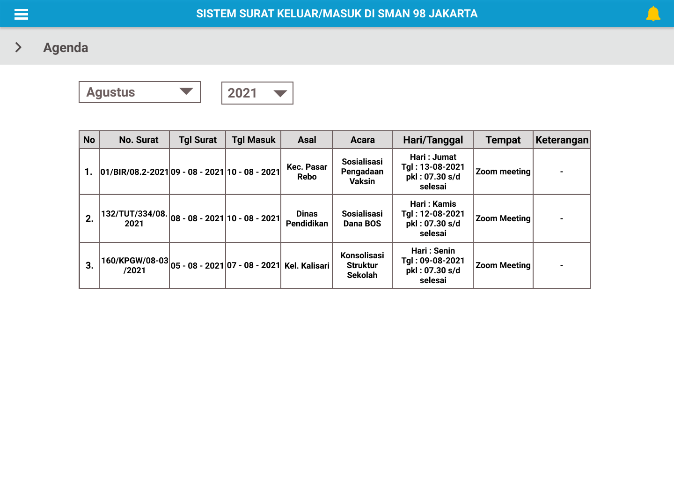 SISTEM SURAT KELUAR/MASUK DI SMAN 98 JAKARTA
Agenda
Agustus 2021
No No. Surat Tgl Surat Tgl Masuk Asal Acara Hari/Tanggal Tempat Keterangan
1. 01/BIR/08.2-2021 09 - 08 - 2021 10 - 08 - 2021 Kec. Pasar Rebo Sosialisasi Pengadaan Vaksin Hari : Jumat Tgl : 13-08-2021 pkl : 07.30 s/d selesai Zoom meeting -
2. 132/TUT/334/08. 2021 08 - 08 - 2021 10 - 08 - 2021 Dinas Pendidikan Sosialisasi Dana BOS Hari : Kamis Tgl : 12-08-2021 pkl : 07.30 s/d selesai Zoom Meeting -
3. 160/KPGW/08-03 /2021 05 - 08 - 2021 07 - 08 - 2021 Kel. Kalisari Konsolisasi Struktur Sekolah Hari : Senin Tgl : 09-08-2021 pkl : 07.30 s/d selesai Zoom Meeting -